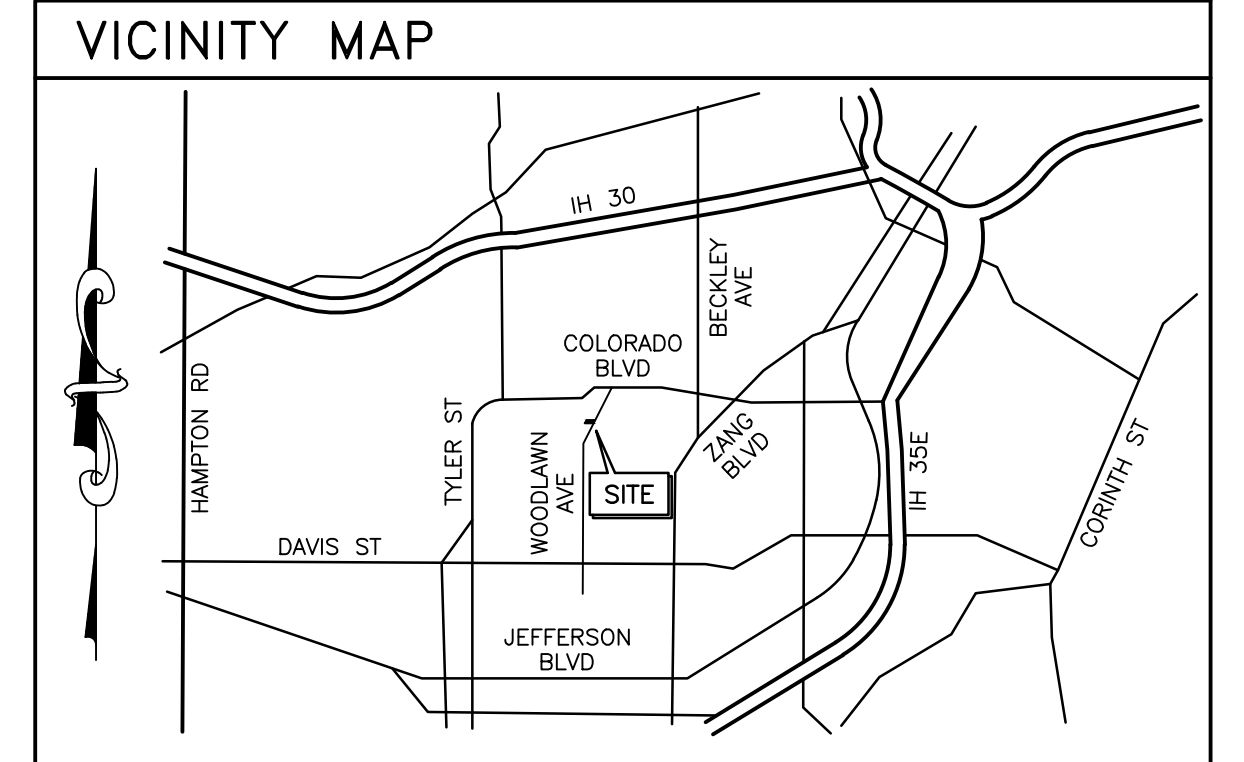 VICINITY MAP
IH 30
BECKLEY
AVE
COLORADO
BLVD
HAMPTON RD
TYLER ST
WOODLAWN
AVE
SITE
ZANG
BLVD
IH 35E
CORINTH ST
DAVIS ST
JEFFERSON
BLVD